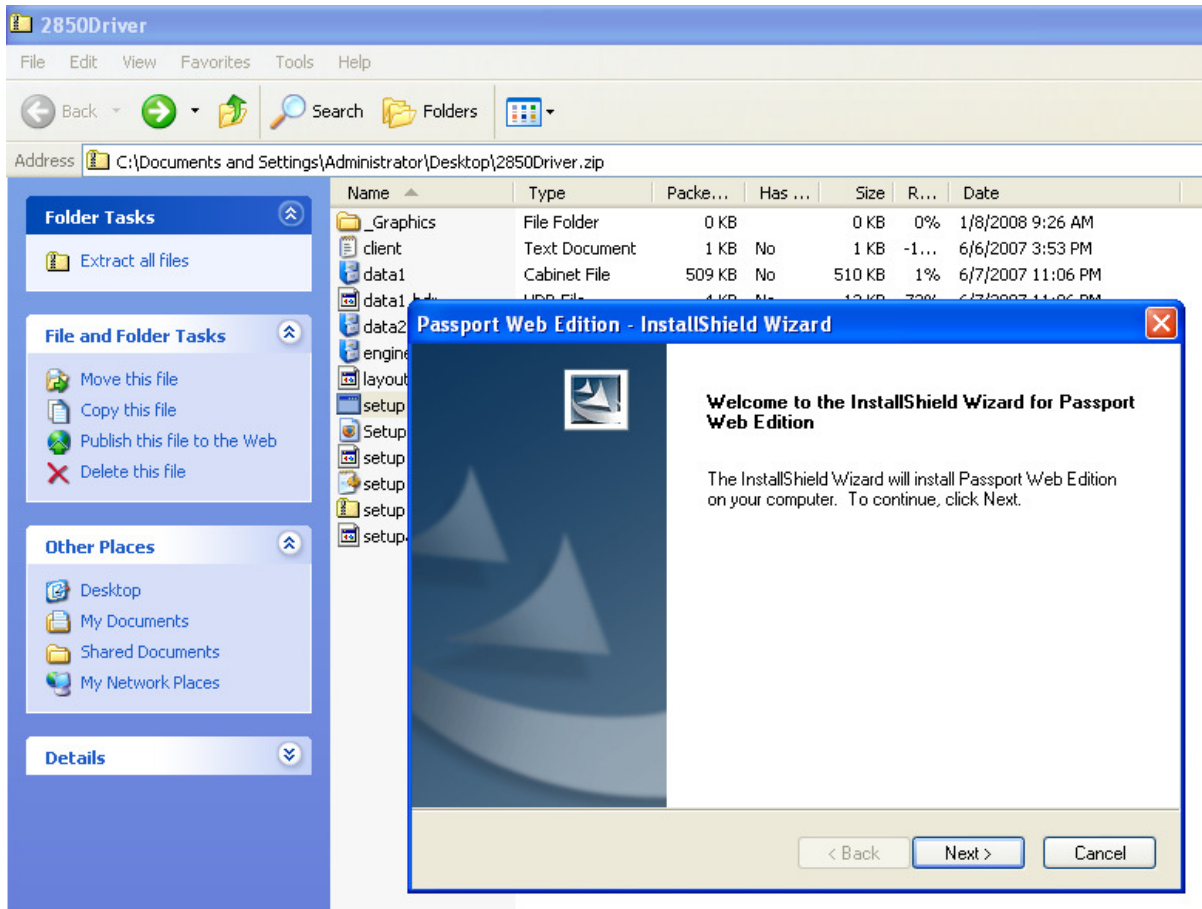 2850Driver
File Edit View Favorites Tools Help
Back Search Folders
Address C:\Documents and Settings\Administrator\Desktop\2850Driver.zip
Name Type Packe... Has ... Size R... Date
Folder Tasks
Extract all files
File and Folder Tasks
Move this file
Copy this file
Publish this file to the Web
Delete this file
Other Places
Desktop
My Documents
Shared Documents
My Network Places
Details
_Graphics File Folder 0 KB 0 KB 0% 1/8/2008 9:26 AM
client Text Document 1 KB No 1 KB -1... 6/6/2007 3:53 PM
data1 Cabinet File 509 KB No 510 KB 1% 6/7/2007 11:06 PM
data1
data2
engine
layout
setup
Setup
setup
setup
setup
setup
Passport Web Edition - InstallShield Wizard
Welcome to the InstallShield Wizard for Passport
Web Edition
The InstallShield Wizard will install Passport Web Edition
on your computer. To continue, click Next.
< Back Next > Cancel